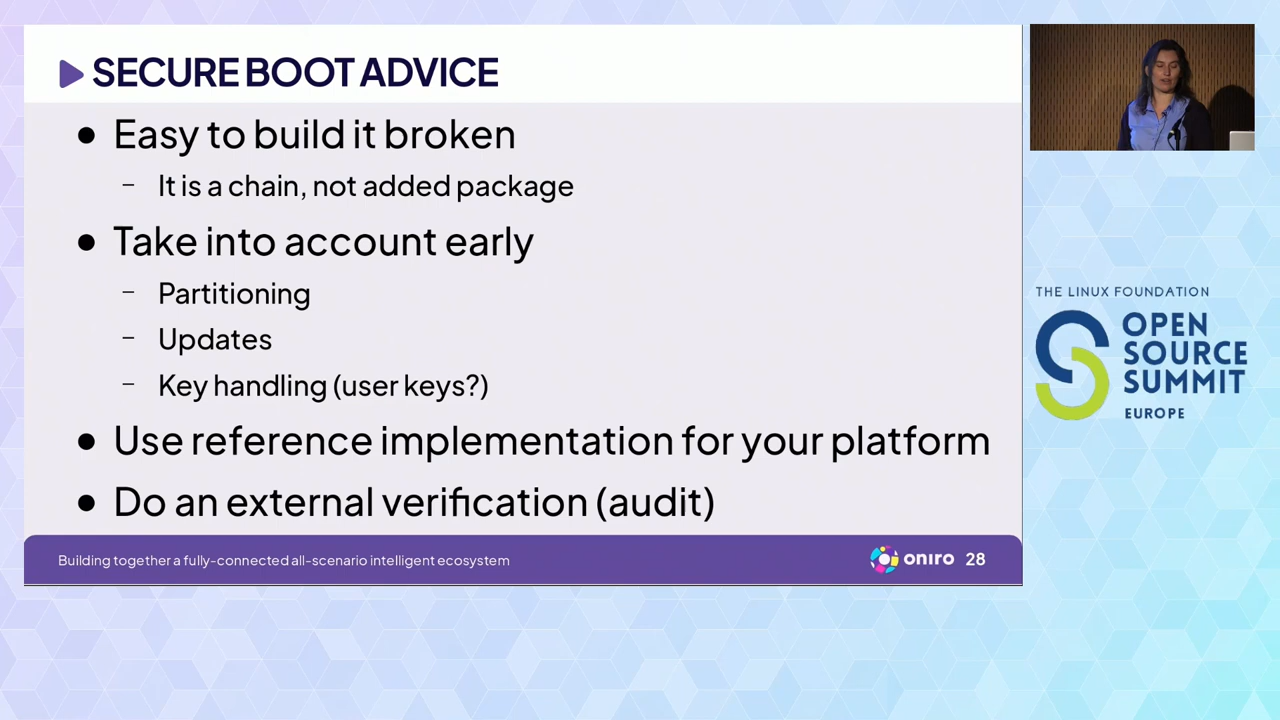 SECURE BOOT ADVICE
● Easy to build it broken
– It is a chain, not added package
● Take into account early
– Partitioning
– Updates
– Key handling (user keys?)
● Use reference implementation for your platform
● Do an external verification (audit)
Building together a fully-connected all-scenario intelligent ecosystem
oniro 28
THE LINUX FOUNDATION
OPEN
SOURCE
SUMMIT
EUROPE